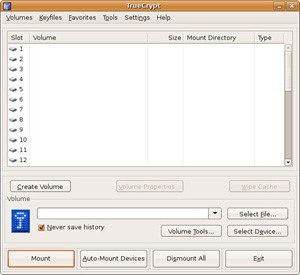 TrueCrypt
Volumes Keyfiles Favorites Tools Settings Help
Slot Volume Size Mount Directory Type
1
2
3
4
5
6
7
8
9
10
11
12
Create Volume Volume Properties... Wipe Cache
Volume
Select File...
Never save history
Volume Tools... Select Device...
Mount Auto-Mount Devices Dismount All Exit